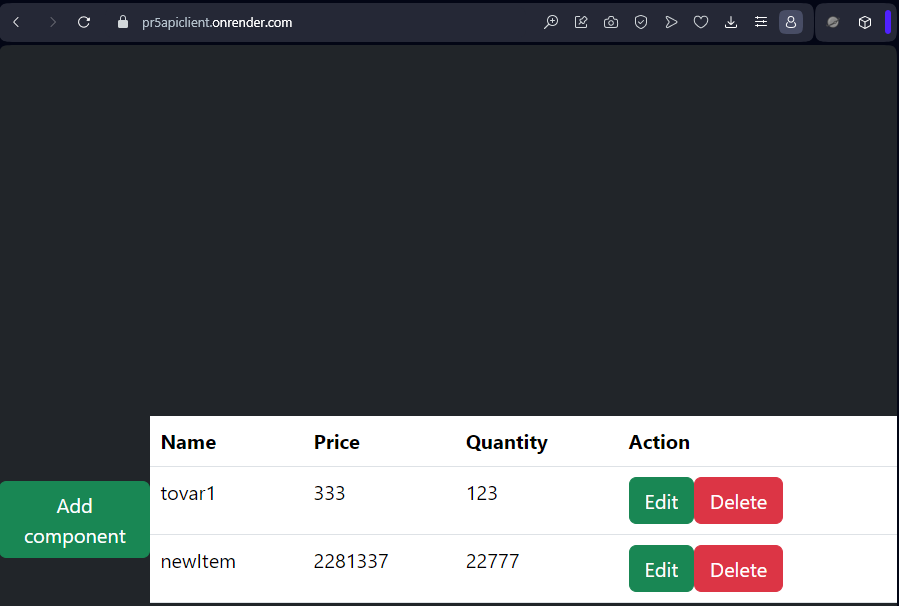 pr5apiclient.onrender.com
Name Price Quantity Action
Add
component
tovar1 333 123 Edit Delete
newItem 2281337 22777 Edit Delete